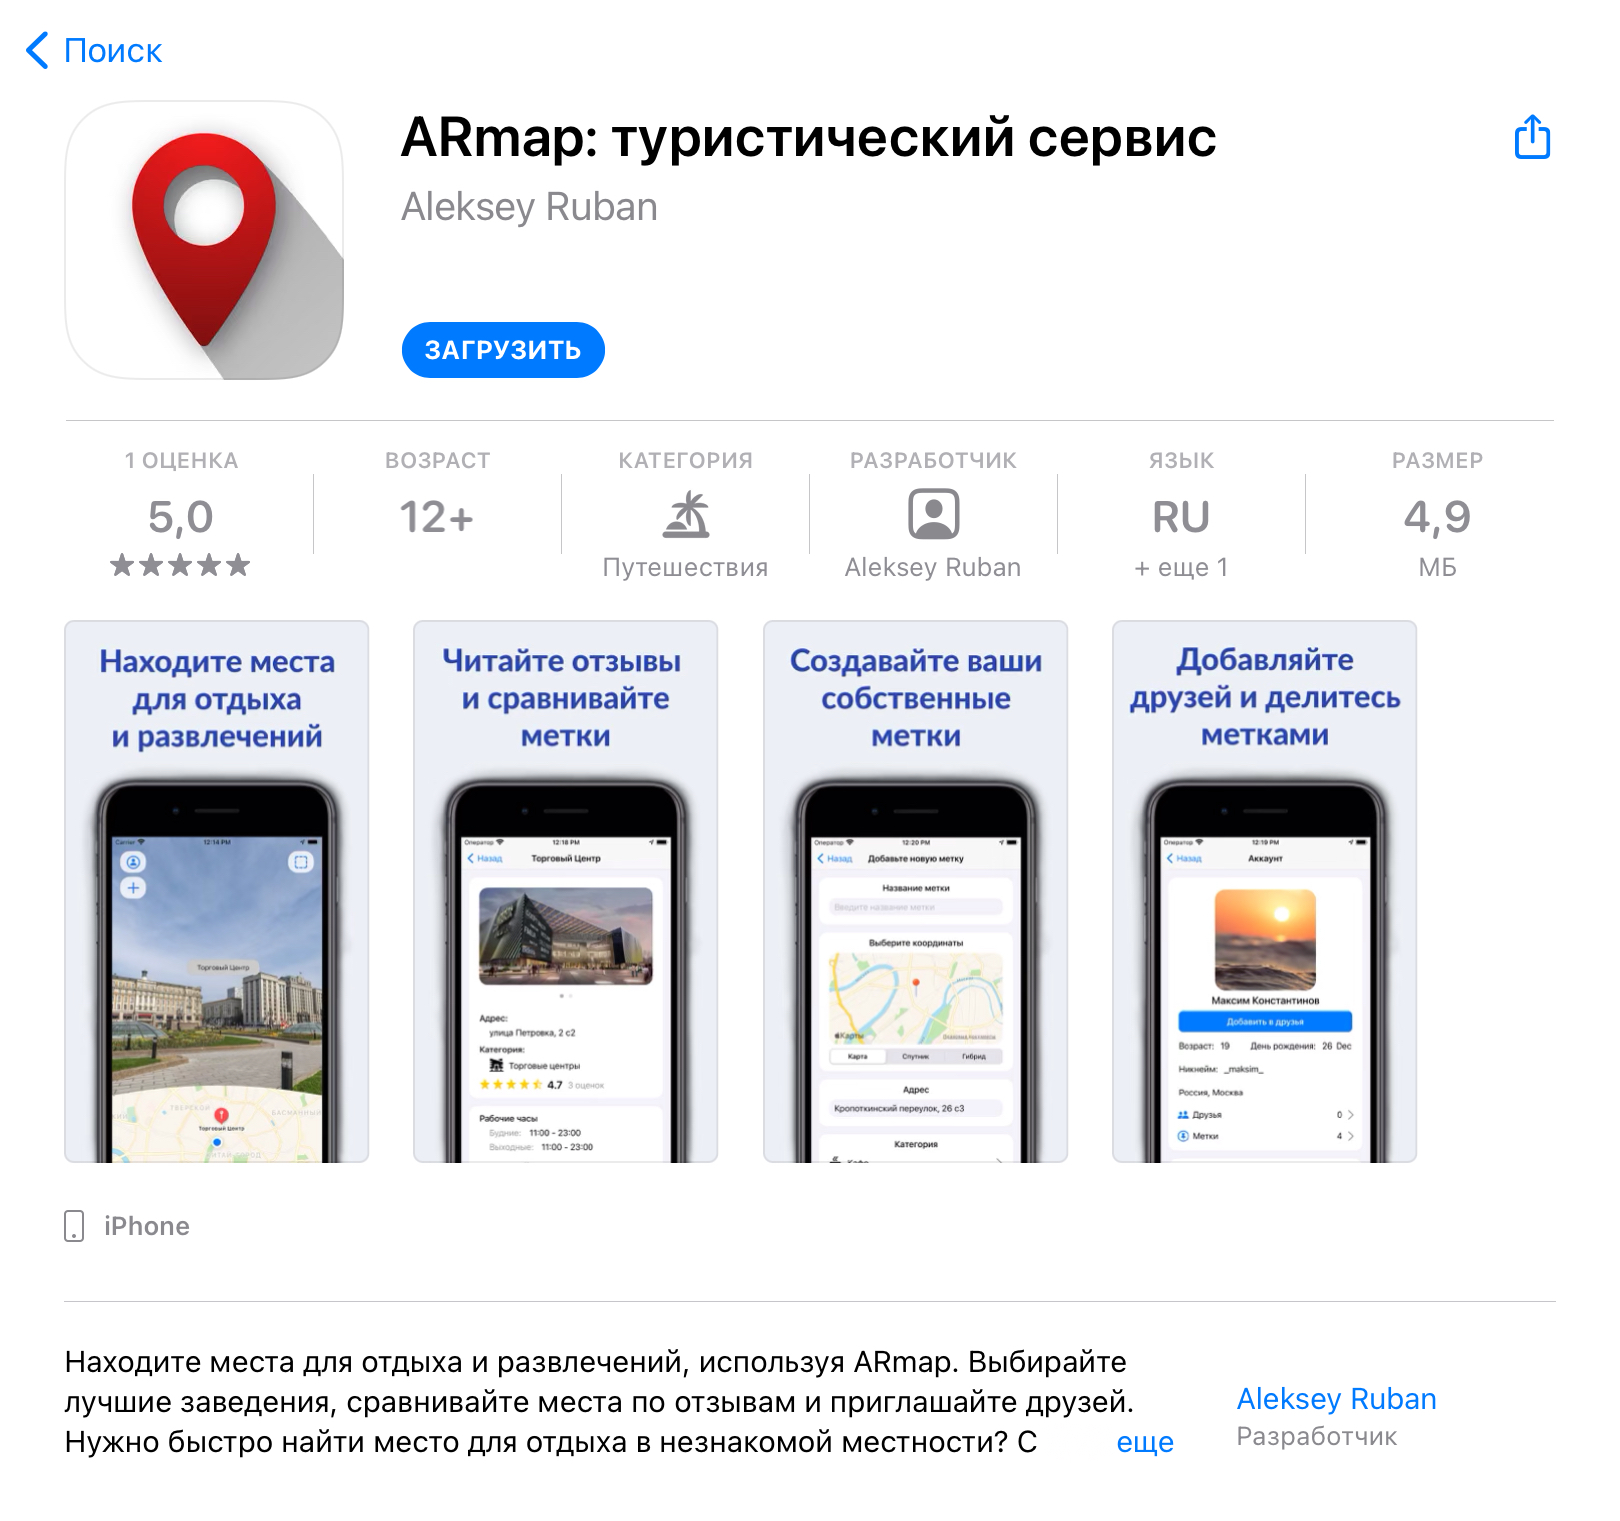 Поиск
ARmap: туристический сервис
Aleksey Ruban
ЗАГРУЗИТЬ
1 ОЦЕНКА
5,0
ВОЗРАСТ
12+
КАТЕГОРИЯ
Путешествия
РАЗРАБОТЧИК
Aleksey Ruban
ЯЗЫК
RU
+ еще 1
РАЗМЕР
4,9
МБ
Находите места
для отдыха
и развлечений
Carrier
12:14 PM
Торговый Центр
ТВЕРСКОЙ
БАСМАННЫЙ
Торговый Центр
Читайте отзывы
и сравнивайте
метки
Оператор
12:18 PM
Назад
Торговый Центр
Адрес:
улица Петровка, 2 с2
Категория:
Торговые центры
4.7 3 оценок
Рабочие часы
Будние: 11:00 - 23:00
Выходные: 11:00 - 23:00
Создавайте ваши
собственные
метки
Оператор
12:20 PM
Назад
Добавьте новую метку
Название метки
Введите название метки
Выберите координаты
Карты
Карта
Спутник
Гибрид
Адрес
Кропоткинский переулок, 26 с3
Категория
Добавляйте
друзей и делитесь
метками
Оператор
12:19 PM
Назад
Аккаунт
Максим Константинов
Добавить в друзья
Возраст: 19 День рождения: 26 Dec
Никнейм: _maksim_
Россия, Москва
Друзья 0
Метки 4
iPhone
Находите места для отдыха и развлечений, используя ARmap. Выбирайте
лучшие заведения, сравнивайте места по отзывам и приглашайте друзей.
Нужно быстро найти место для отдыха в незнакомой местности? С еще
Aleksey Ruban
Разработчик